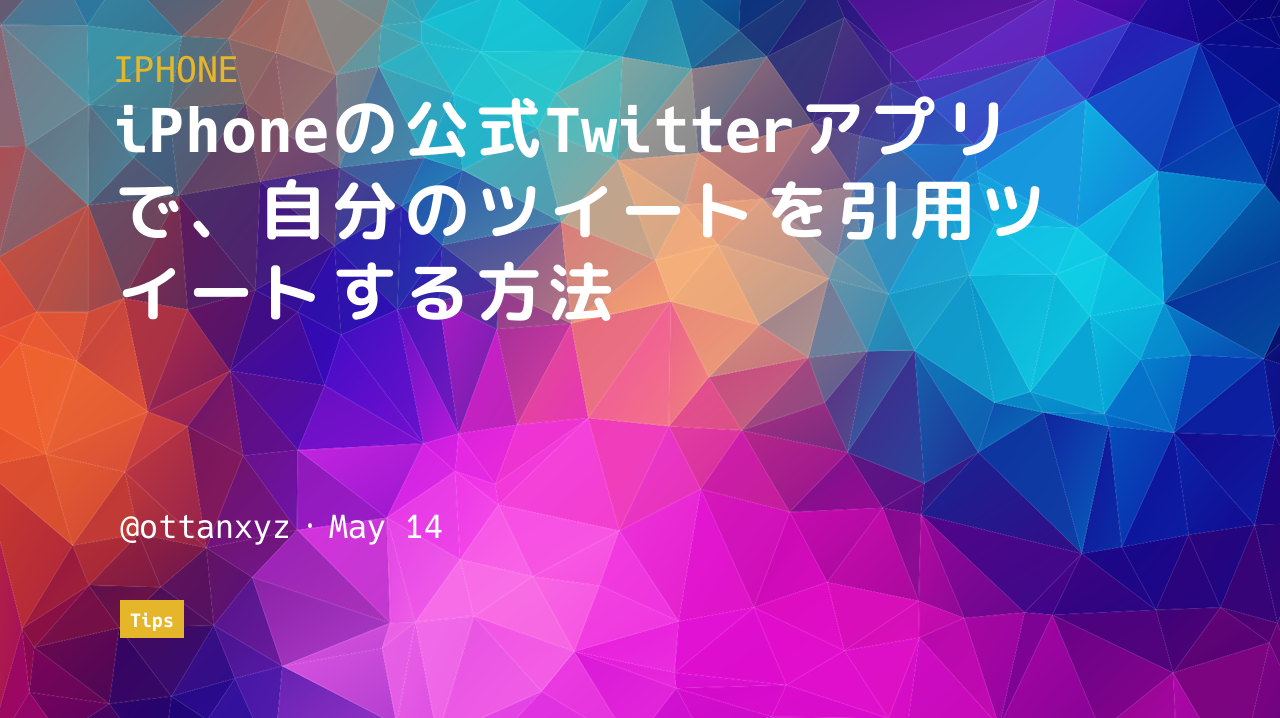 IPHONE
iPhoneの公式Twitterアプリ
で、自分のツイートを引用ツ
イートする方法
@ottanxyz・May 14
Tips